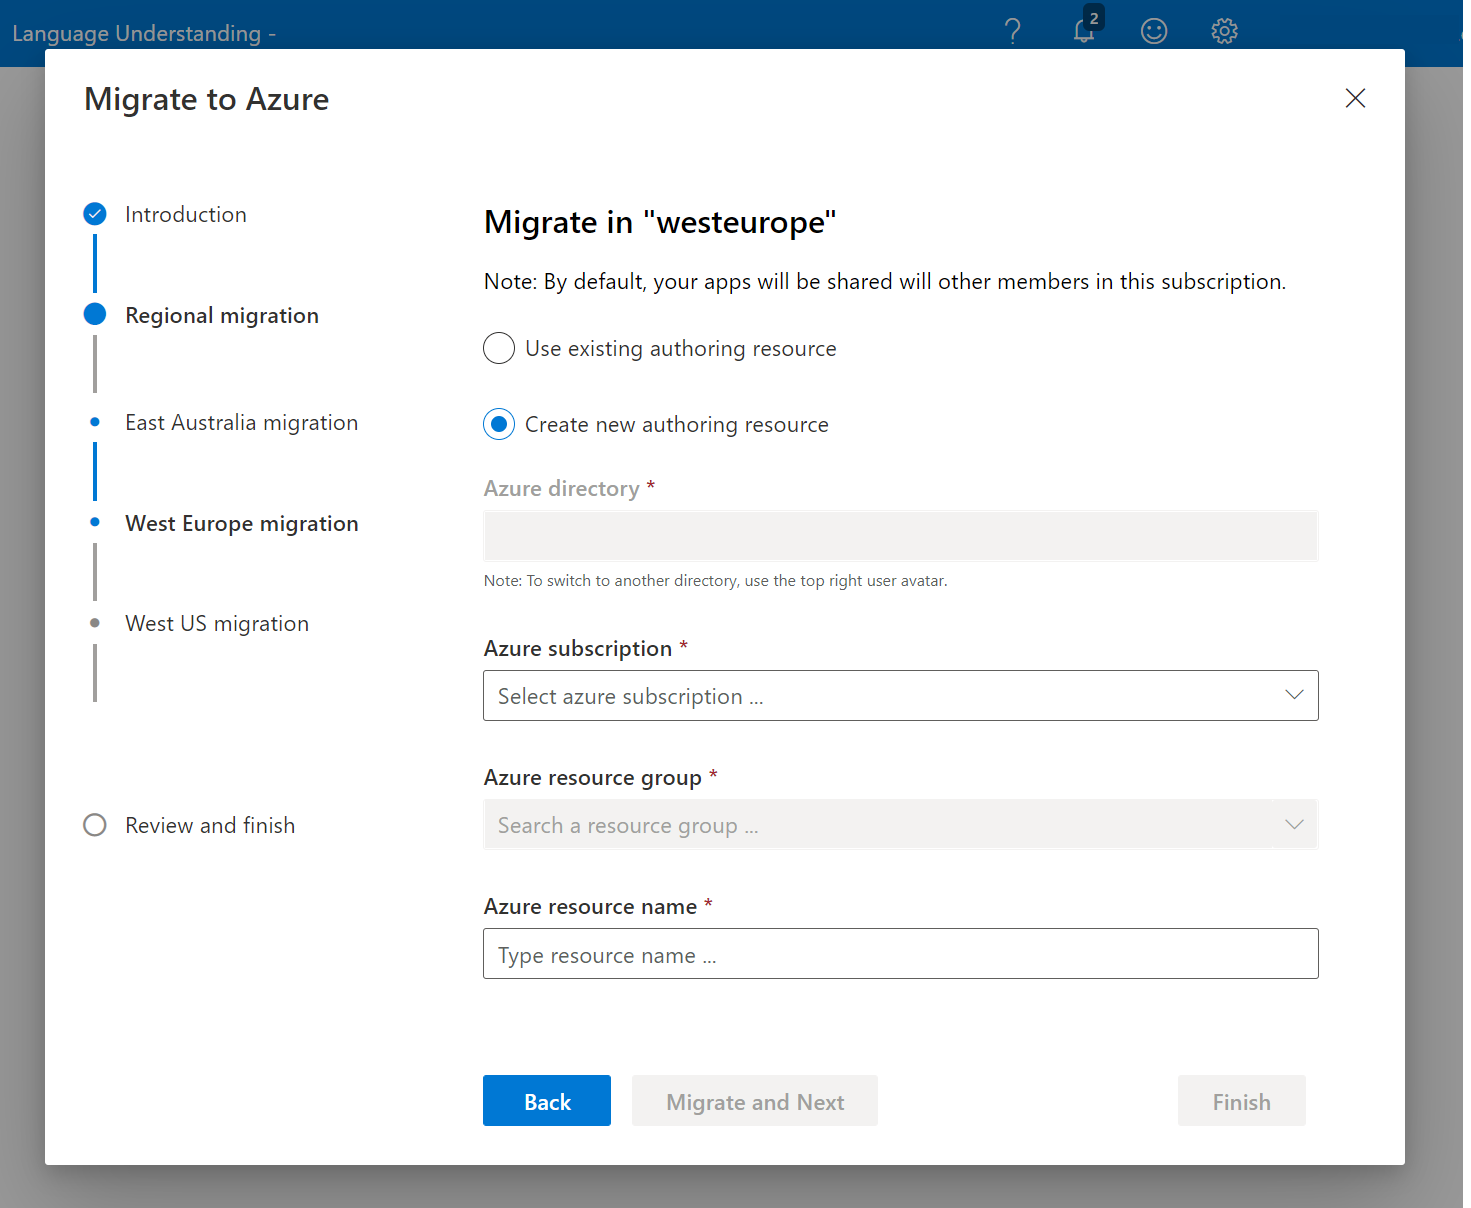 Language Understanding -
2
Migrate to Azure
Introduction
Regional migration
East Australia migration
West Europe migration
West US migration
Review and finish
Migrate in "westeurope"
Note: By default, your apps will be shared will other members in this subscription.
Use existing authoring resource
Create new authoring resource
Azure directory *
Note: To switch to another directory, use the top right user avatar.
Azure subscription *
Select azure subscription ...
Azure resource group *
Search a resource group ...
Azure resource name *
Type resource name ...
Back
Migrate and Next
Finish